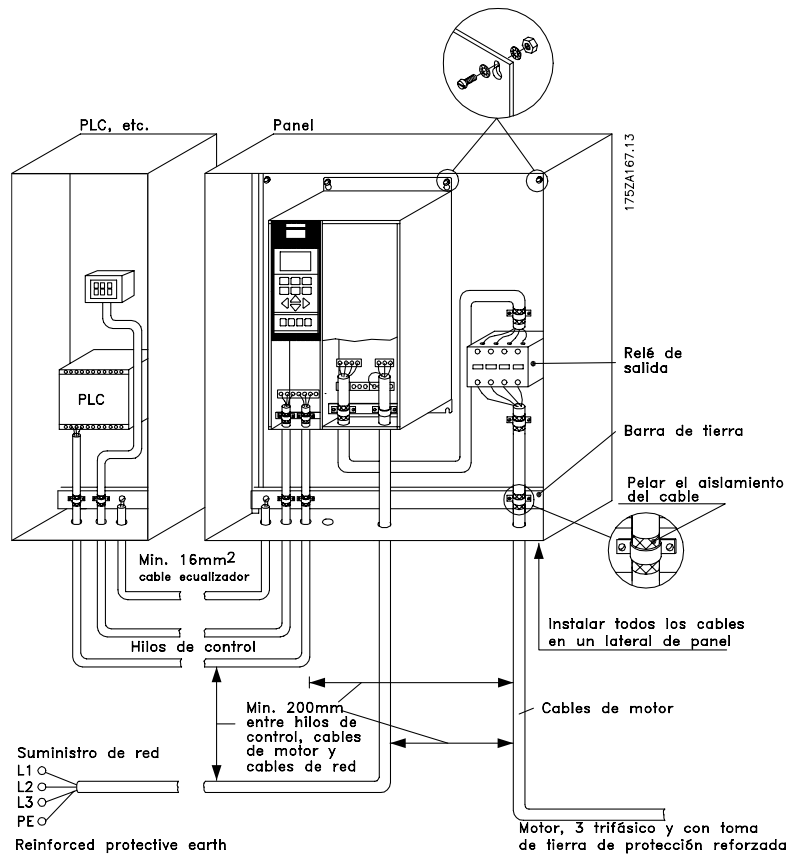 PLC, etc.
Panel
175ZA167.13
PLC
Relé de
salida
Barra de tierra
Pelar el aislamiento
del cable
Min. 16mm2
cable ecualizador
Hilos de control
Instalar todos los cables
en un lateral de panel
Min. 200mm
entre hilos de
control, cables
de motor y
cables de red
Cables de motor
Suministro de red
L1
L2
L3
PE
Reinforced protective earth
Motor, 3 trifásico y con toma
de tierra de protección reforzada